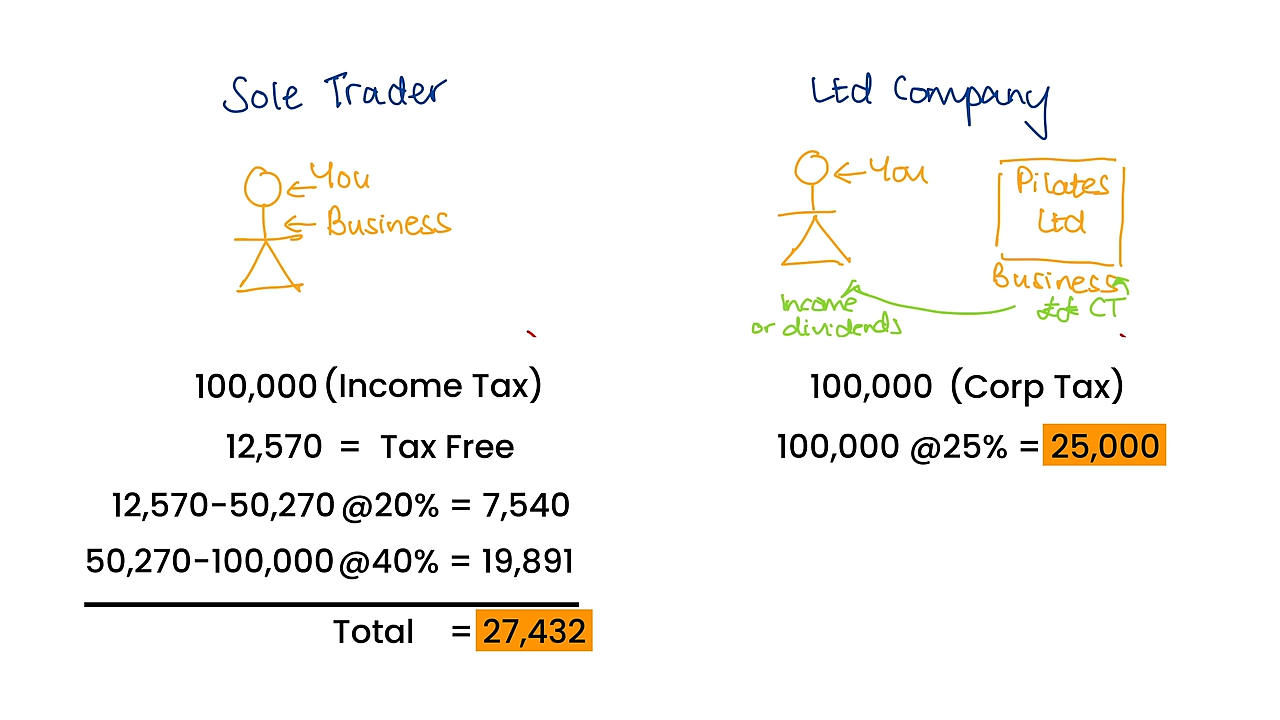 Sole Trader
You
Business
100,000 (Income Tax)
12,570 = Tax Free
12,570-50,270 @20% = 7,540
50,270-100,000 @40% = 19,891
Total = 27,432
Ltd Company
You
Pilates
Ltd
Business
Income
or dividends
££ CT
100,000 (Corp Tax)
100,000 @25% = 25,000